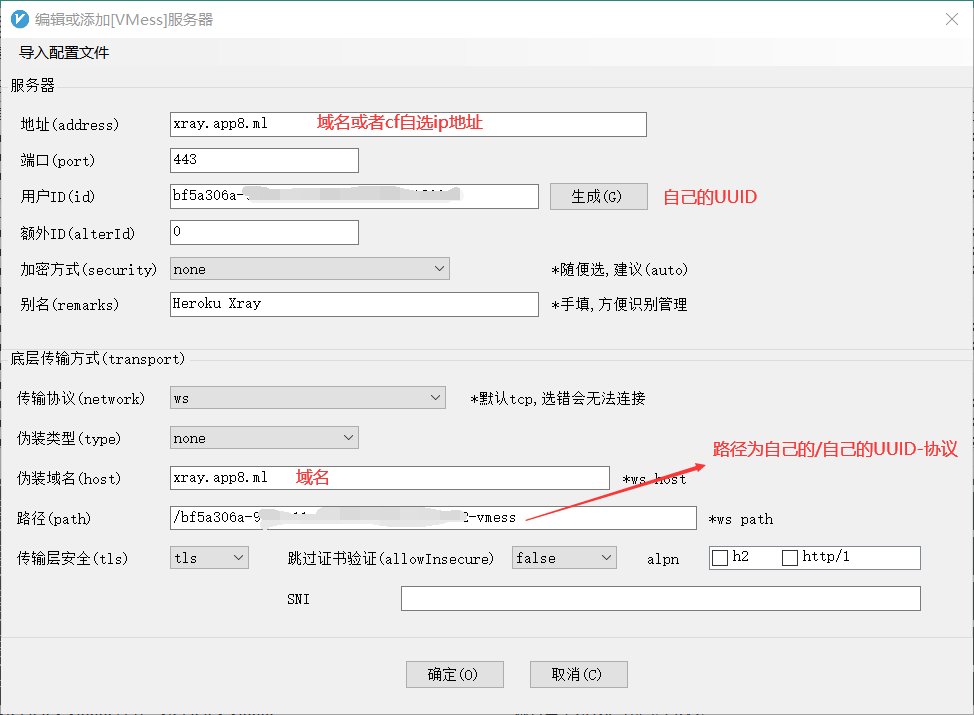 编辑或添加[VMess]服务器
导入配置文件
服务器
地址(address) xray.app8.ml 域名或者cf自选ip地址
端口(port) 443
用户ID(id) bf5a306a- 生成(G) 自己的UUID
额外ID(alterId) 0
加密方式(security) none *随便选,建议(auto)
别名(remarks) Heroku Xray *手填,方便识别管理
底层传输方式(transport)
传输协议(network) ws *默认tcp,选错会无法连接
伪装类型(type) none
路径为自己的/自己的UUID-协议
伪装域名(host) xray.app8.ml 域名 *ws host
路径(path) /bf5a306a-9 -vmess *ws path
传输层安全(tls) tls 跳过证书验证(allowInsecure) false alpn h2 http/1
SNI
确定(O) 取消(C)